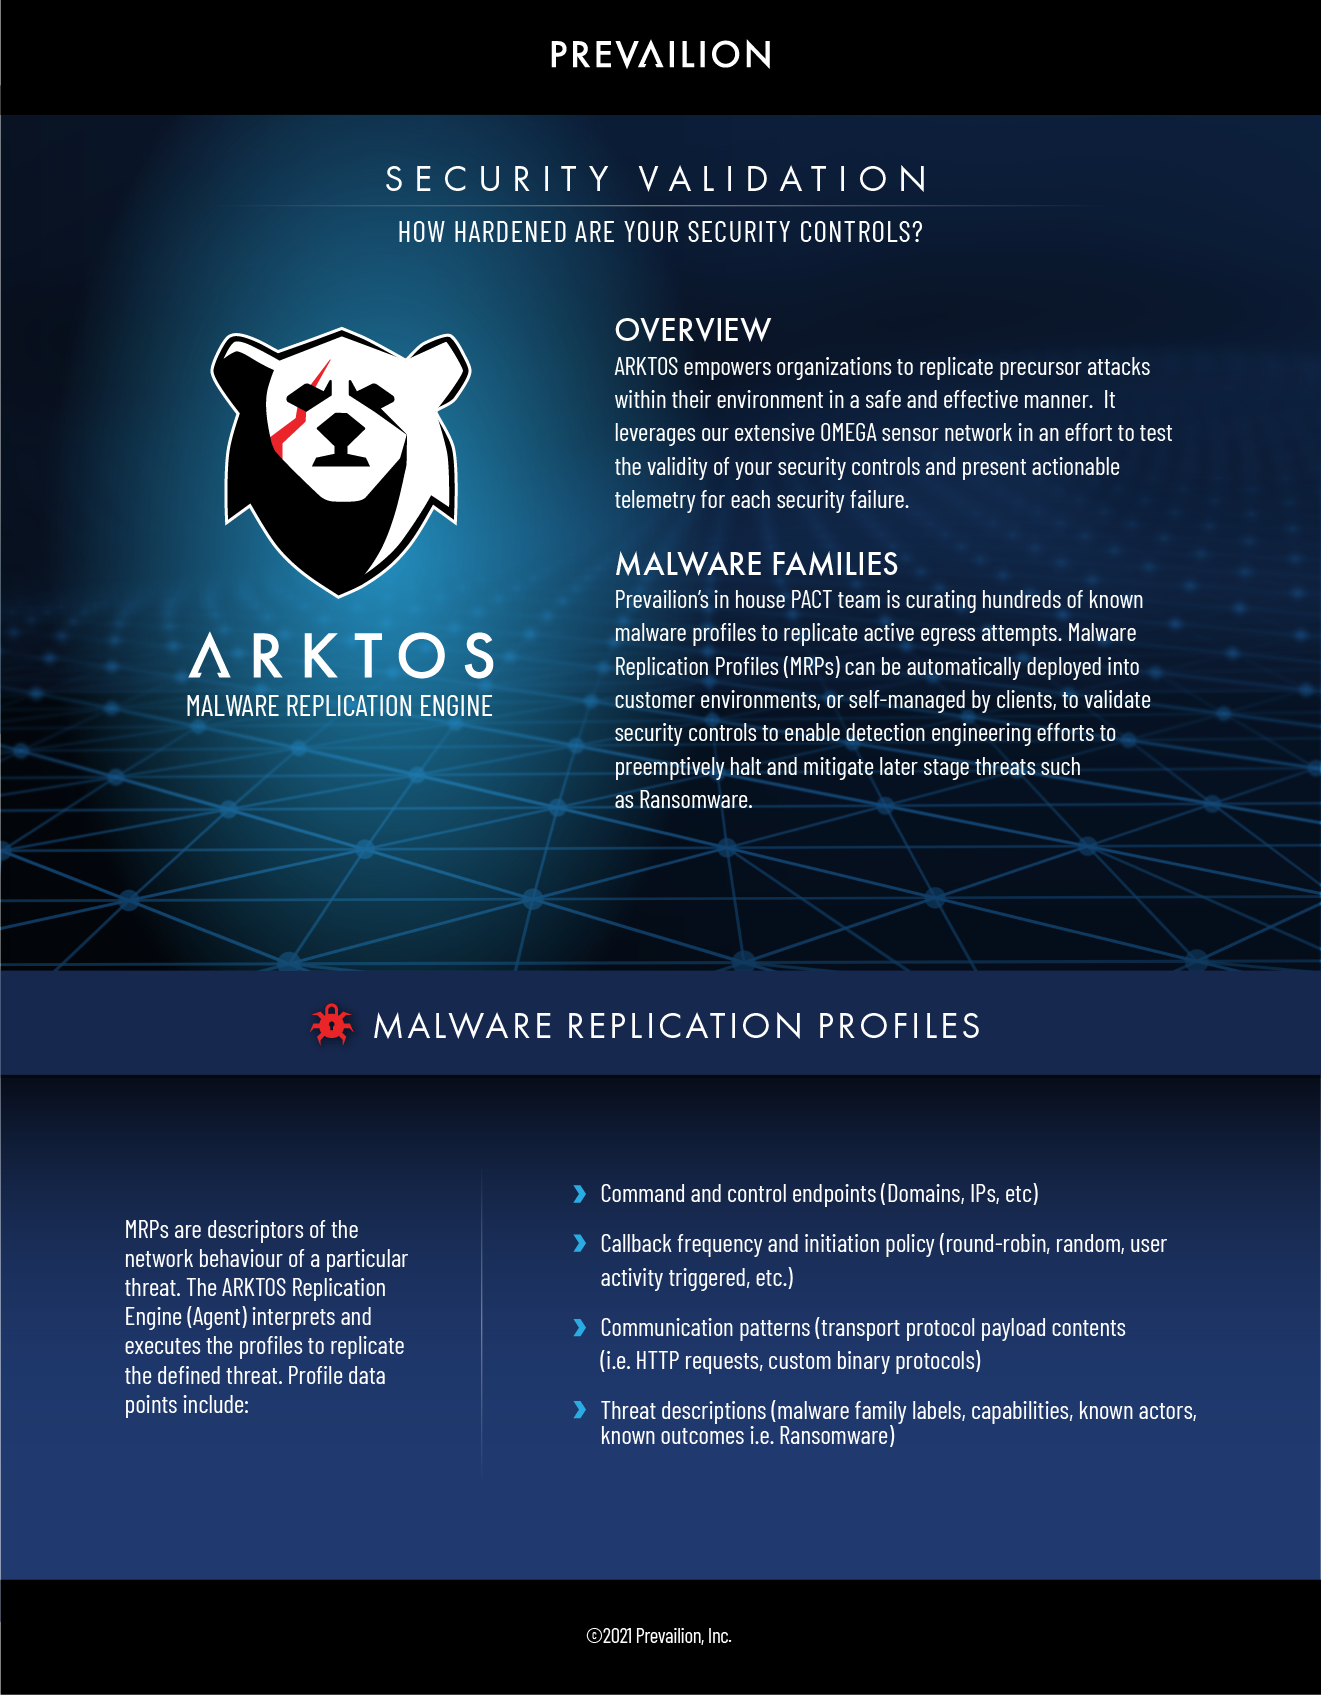 PREVAILION
SECURITY VALIDATION
HOW HARDENED ARE YOUR SECURITY CONTROLS?
ARKTOS
MALWARE REPLICATION ENGINE
OVERVIEW
ARKTOS empowers organizations to replicate precursor attacks
within their environment in a safe and effective manner.  It
leverages our extensive OMEGA sensor network in an effort to test
the validity of your security controls and present actionable
telemetry for each security failure.
MALWARE FAMILIES
Prevailion’s in house PACT team is curating hundreds of known
malware profiles to replicate active egress attempts. Malware
Replication Profiles (MRPs) can be automatically deployed into
customer environments, or self-managed by clients, to validate
security controls to enable detection engineering efforts to
preemptively halt and mitigate later stage threats such
as Ransomware.
MALWARE REPLICATION PROFILES
MRPs are descriptors of the
network behaviour of a particular
threat. The ARKTOS Replication
Engine (Agent) interprets and
executes the profiles to replicate
the defined threat. Profile data
points include:
Command and control endpoints (Domains, IPs, etc)
Callback frequency and initiation policy (round-robin, random, user
activity triggered, etc.)
Communication patterns (transport protocol payload contents
(i.e. HTTP requests, custom binary protocols)
Threat descriptions (malware family labels, capabilities, known actors,
known outcomes i.e. Ransomware)
©2021 Prevailion, Inc.